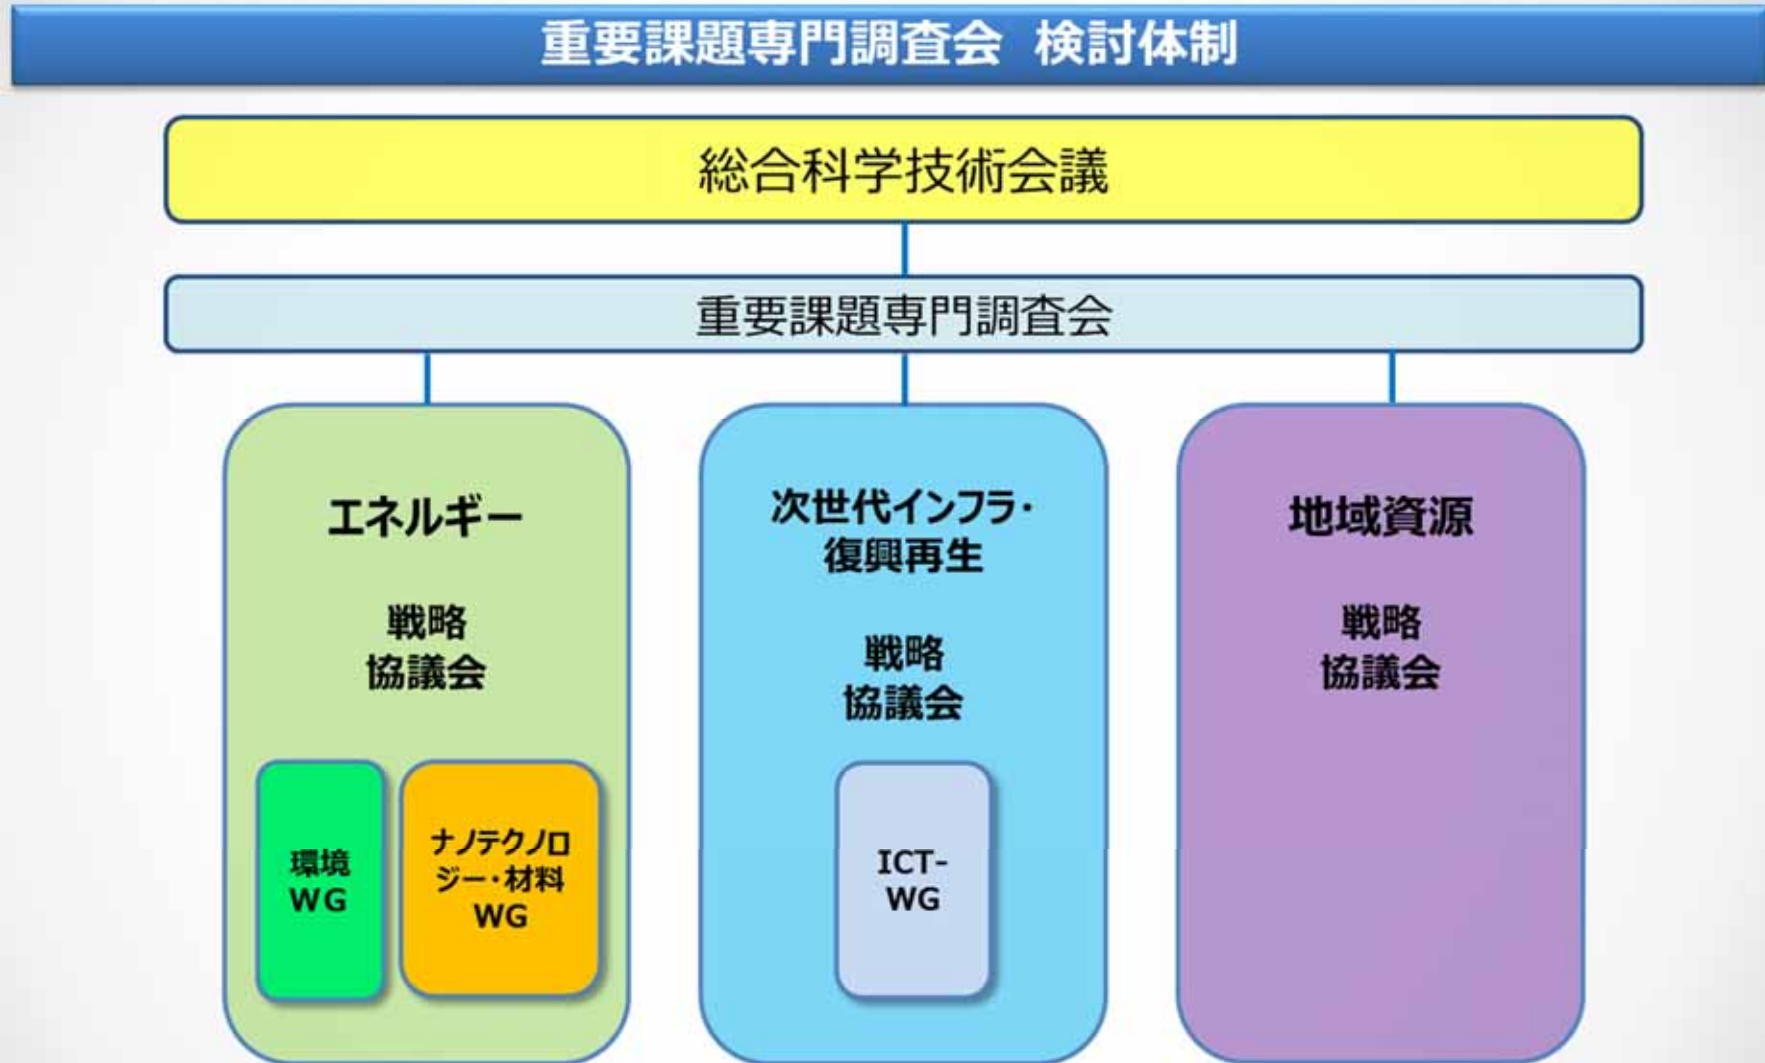 重要課題専門調査会 検討体制
総合科学技術会議
重要課題専門調査会
エネルギー
戦略
協議会
環境
WG
ナノテクノロ
ジー・材料
WG
次世代インフラ・
復興再生
戦略
協議会
ICT-
WG
地域資源
戦略
協議会